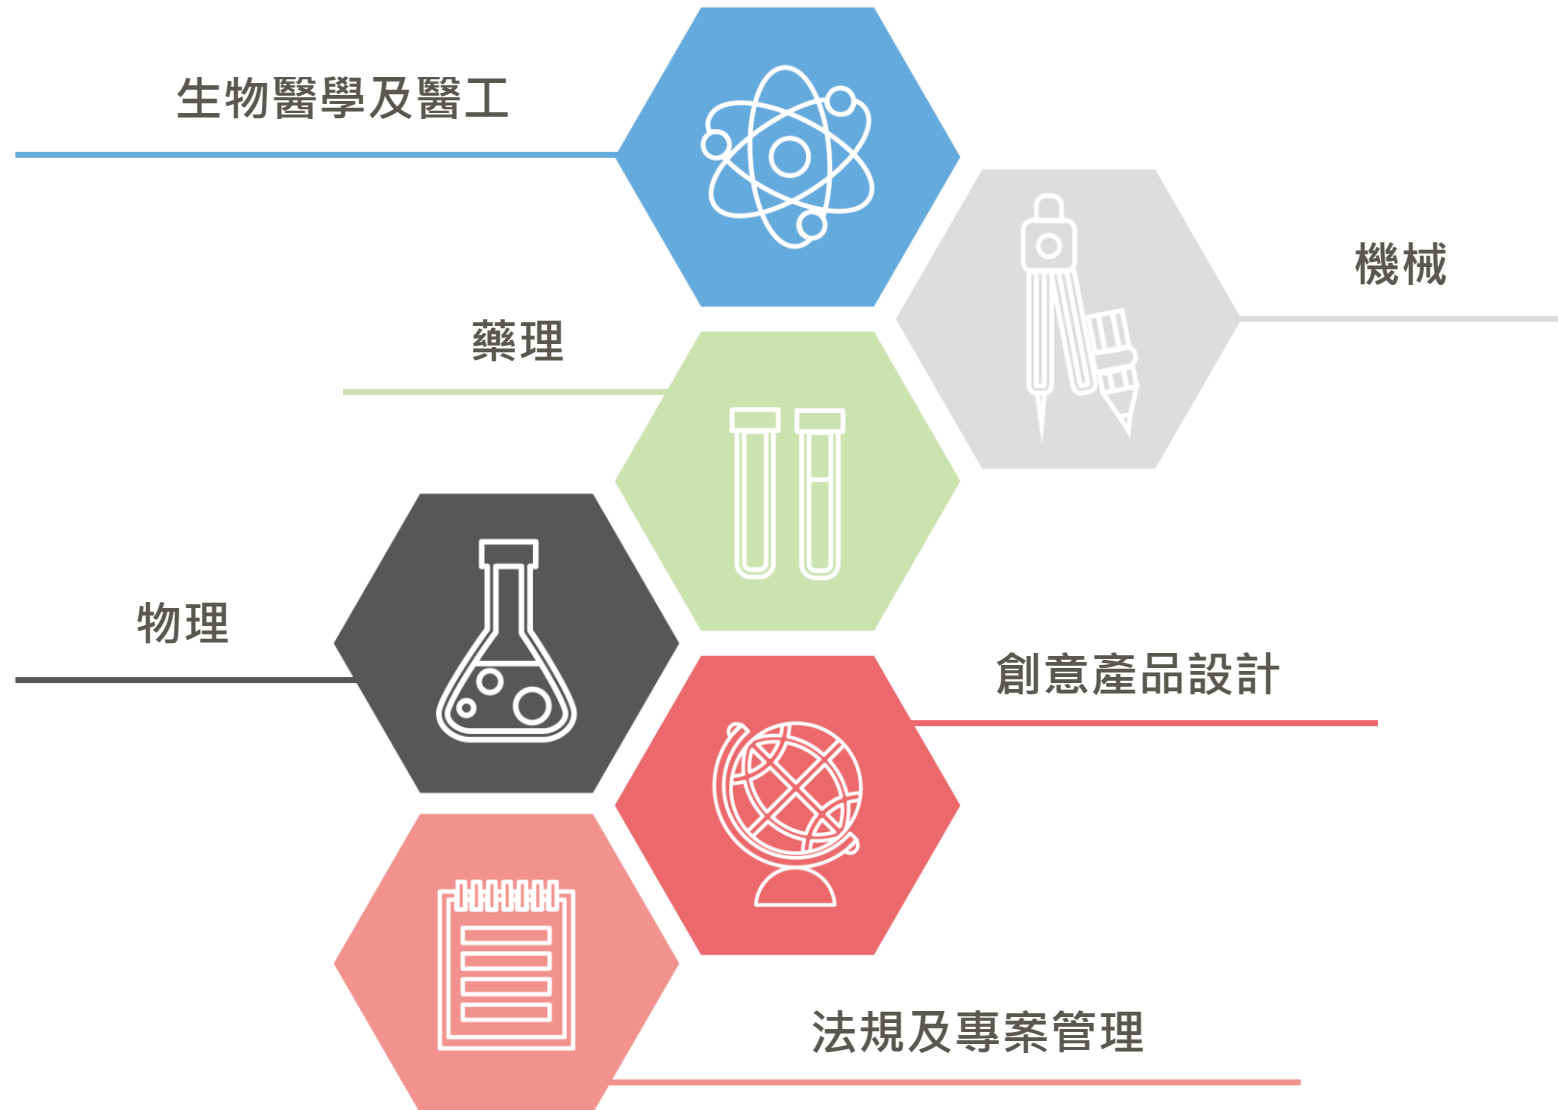 生物醫學及醫工
機械
藥理
物理
創意產品設計
法規及專案管理